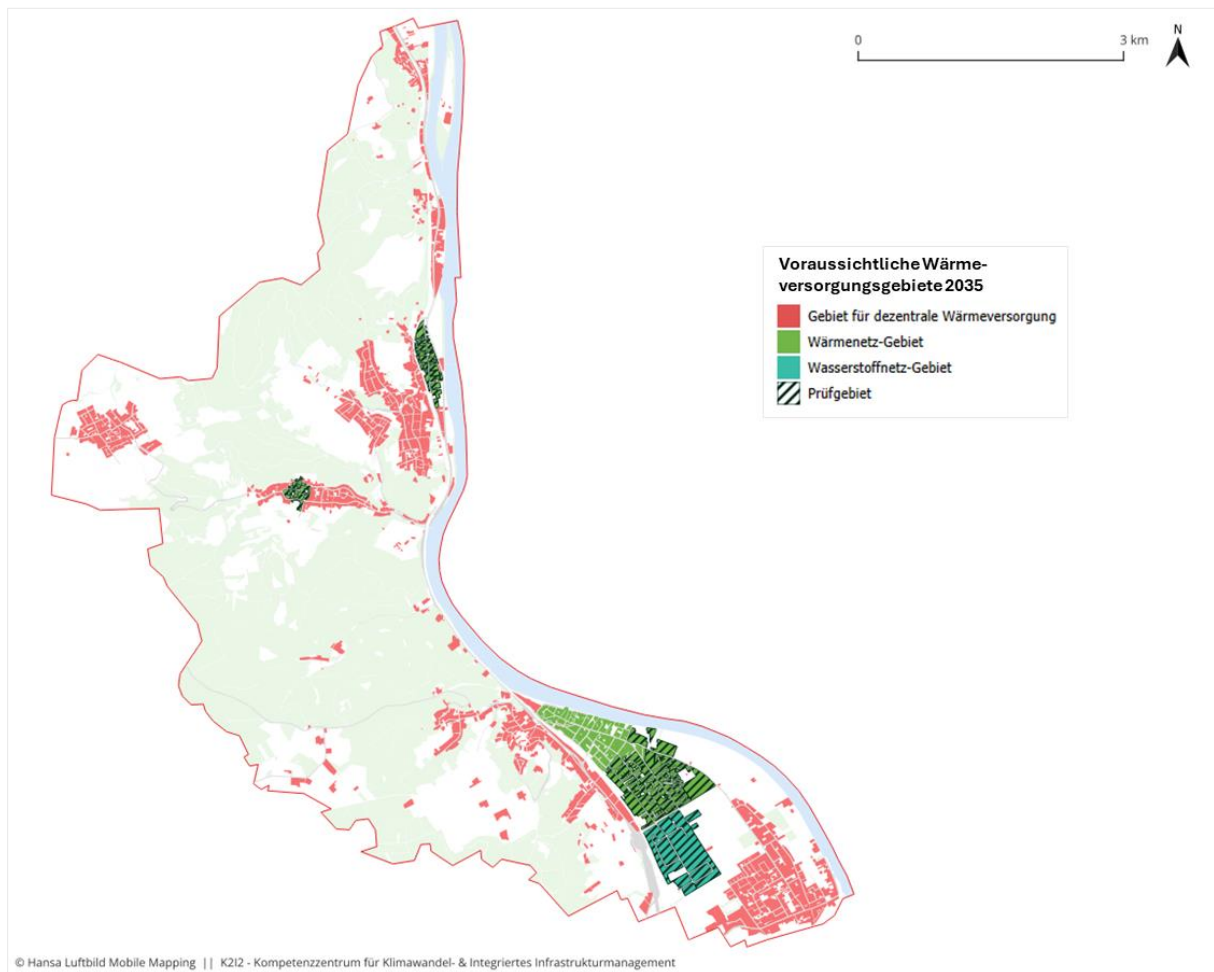 0 3 km N
Voraussichtliche Wärme-
versorgungsgebiete 2035
Gebiet für dezentrale Wärmeversorgung
Wärmenetz-Gebiet
Wasserstoffnetz-Gebiet
Prüfgebiet
© Hansa Luftbild Mobile Mapping || K2I2 - Kompetenzzentrum für Klimawandel- & Integriertes Infrastrukturmanagement